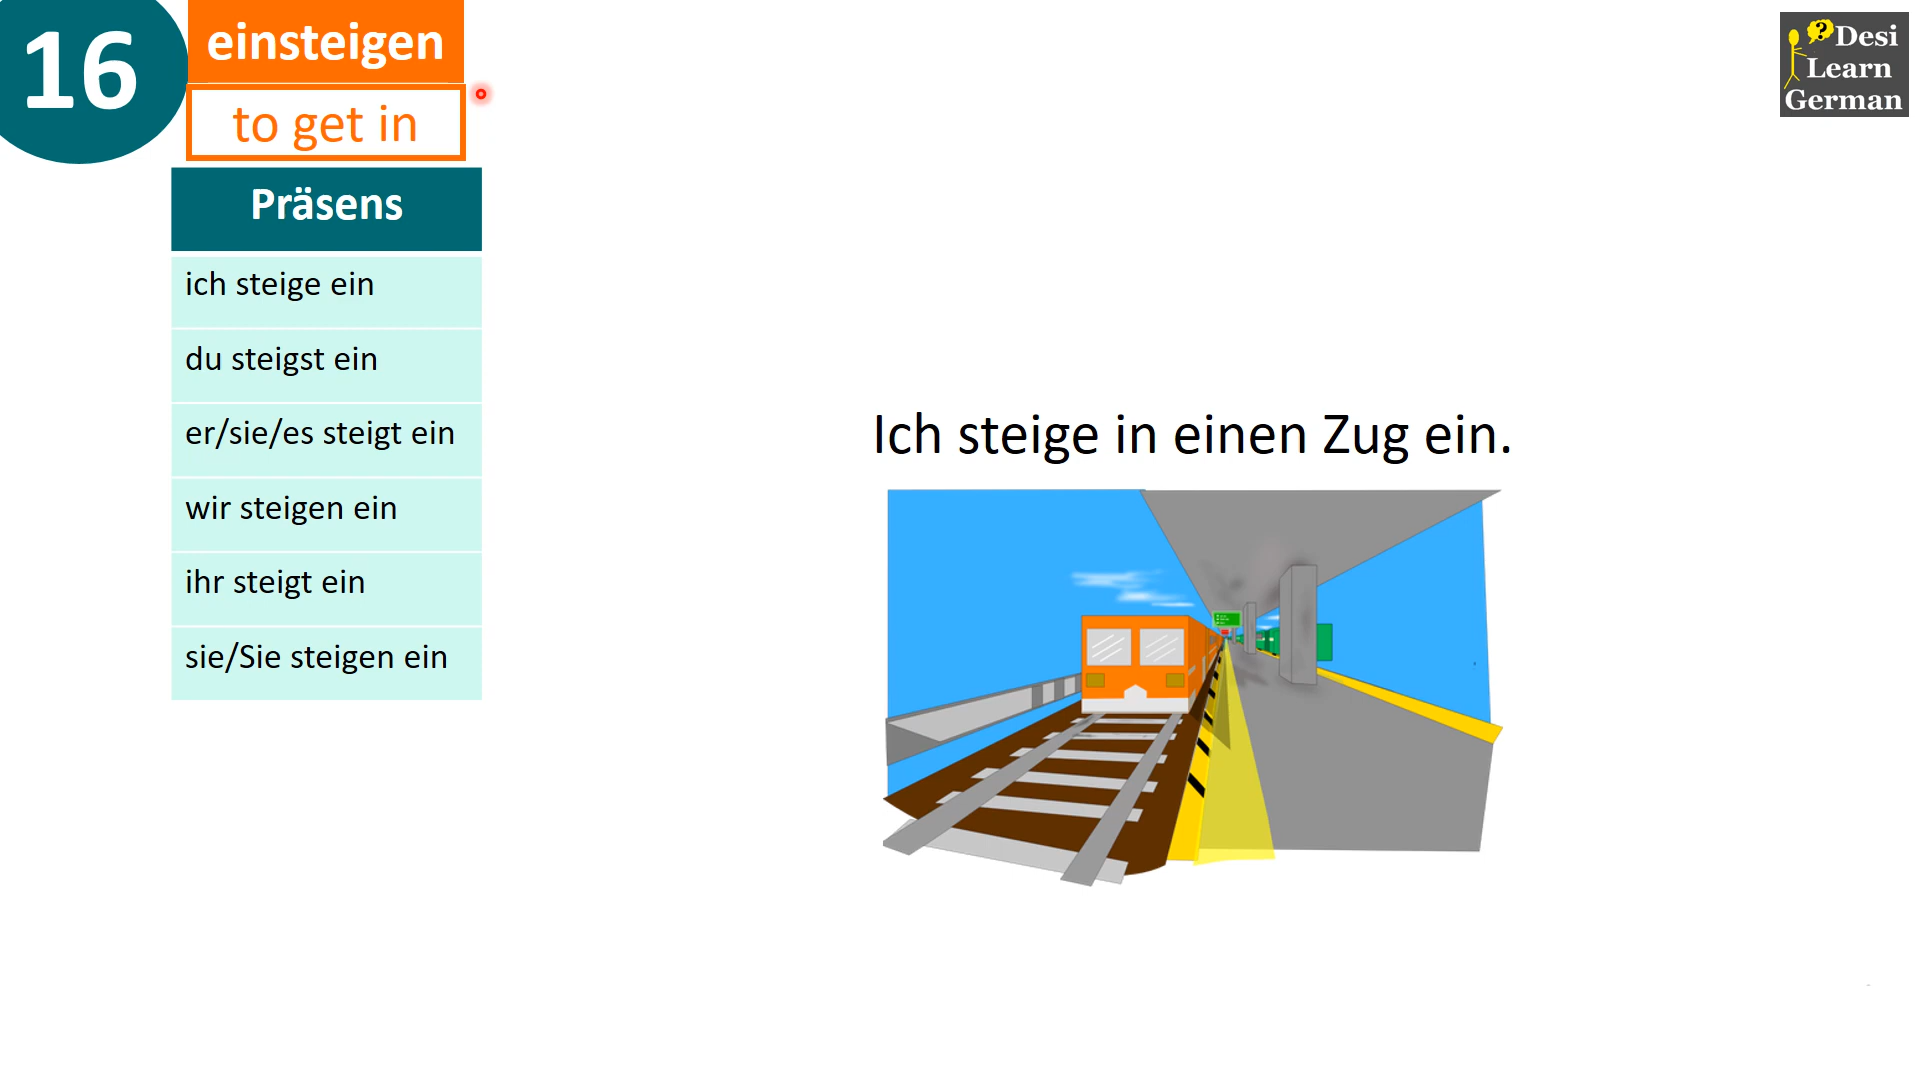 16
einsteigen
to get in
Präsens
ich steige ein
du steigst ein
er/sie/es steigt ein
wir steigen ein
ihr steigt ein
sie/Sie steigen ein
Ich steige in einen Zug ein.
?
Desi
Learn
German